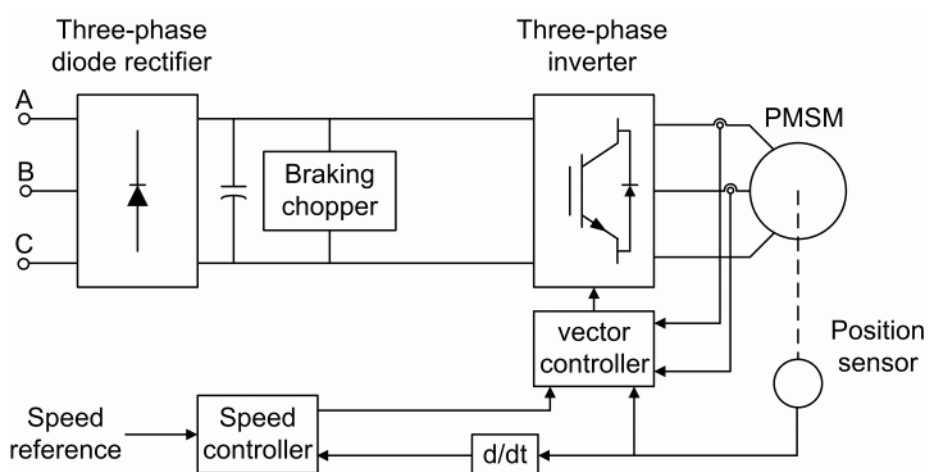 Three-phase
diode rectifier
Three-phase
inverter
A
B
C
Braking
chopper
PMSM
vector
controller
Position
sensor
Speed
reference
Speed
controller
d/dt